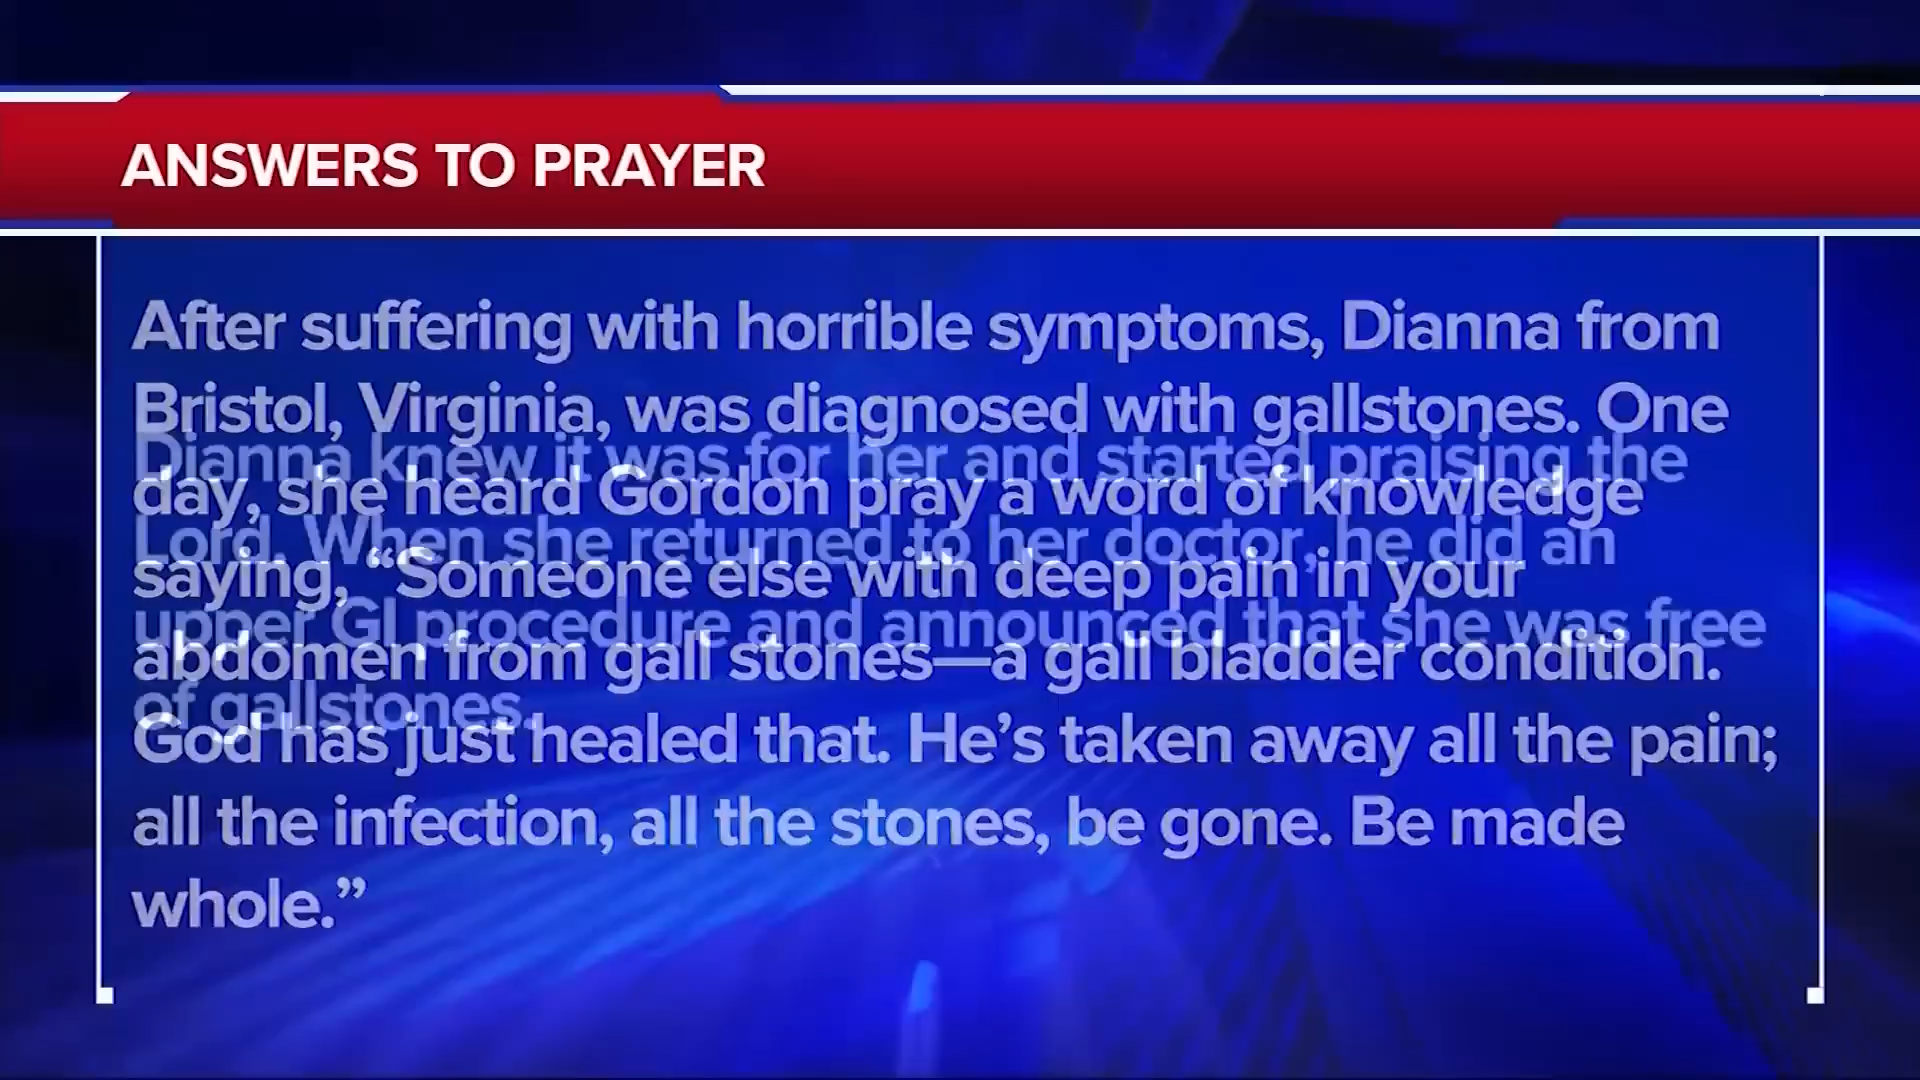 ANSWERS TO PRAYER
After suffering with horrible symptoms, Dianna from
Bristol, Virginia, was diagnosed with gallstones. One
day, she heard Gordon pray a word of knowledge
saying, “Someone else with deep pain in your
abdomen from gall stones—a gall bladder condition.
God has just healed that. He’s taken away all the pain;
all the infection, all the stones, be gone. Be made
whole.”
Dianna knew it was for her and started praising the
Lord. When she returned to her doctor, he did an
upper GI procedure and announced that she was free
of gallstones.